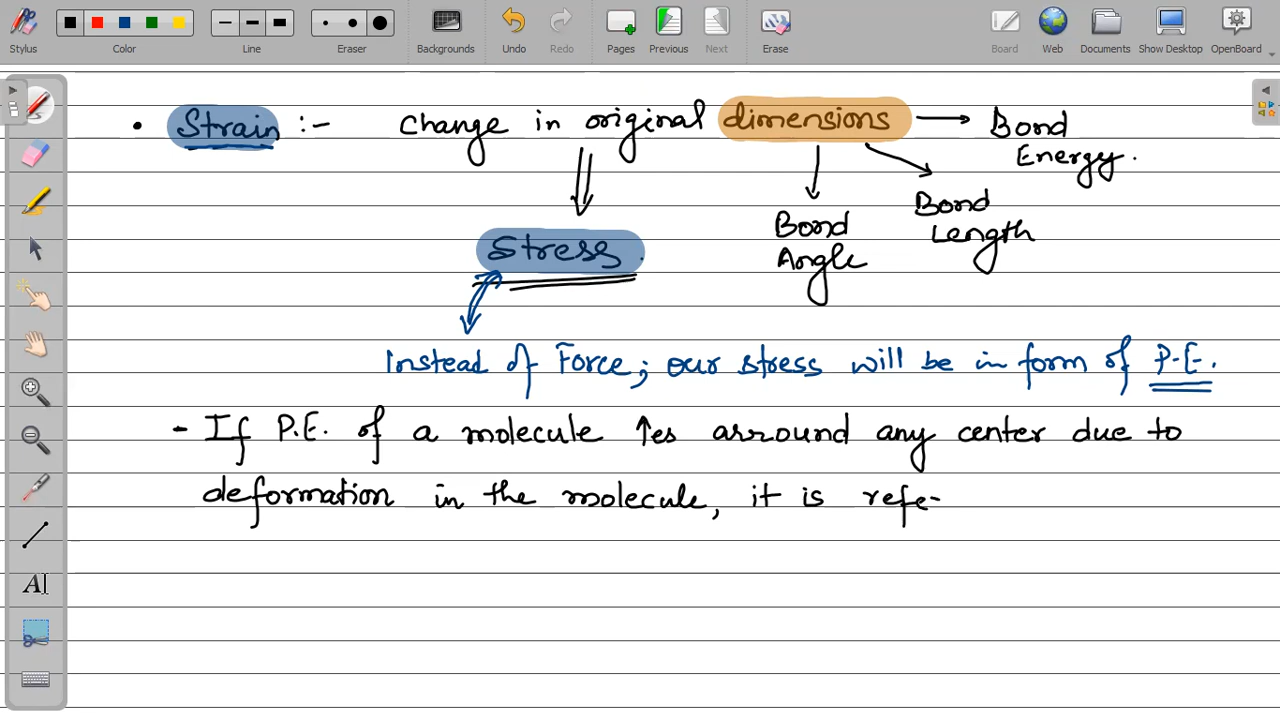 Stylus
Color
Line
Eraser
Backgrounds
Undo
Redo
Pages
Previous
Next
Erase
Board
Web
Documents
Show Desktop
OpenBoard
• Strain :- Change in original dimensions → Bond
Energy.
Stress.
Bond
Angle
Bond
Length
Instead of Force; our stress will be in form of P.E.
- If P.E. of a molecule ↑es arround any center due to
deformation in the molecule, it is refe-
AI